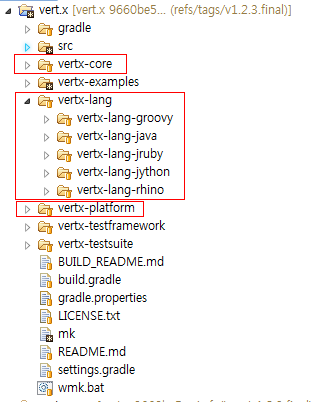 vert.x [vert.x 9660be5... (refs/tags/v1.2.3.final)]
gradle
src
vertx-core
vertx-examples
vertx-lang
vertx-lang-groovy
vertx-lang-java
vertx-lang-jruby
vertx-lang-jython
vertx-lang-rhino
vertx-platform
vertx-testframework
vertx-testsuite
BUILD_README.md
build.gradle
gradle.properties
LICENSE.txt
mk
README.md
settings.gradle
wmk.bat